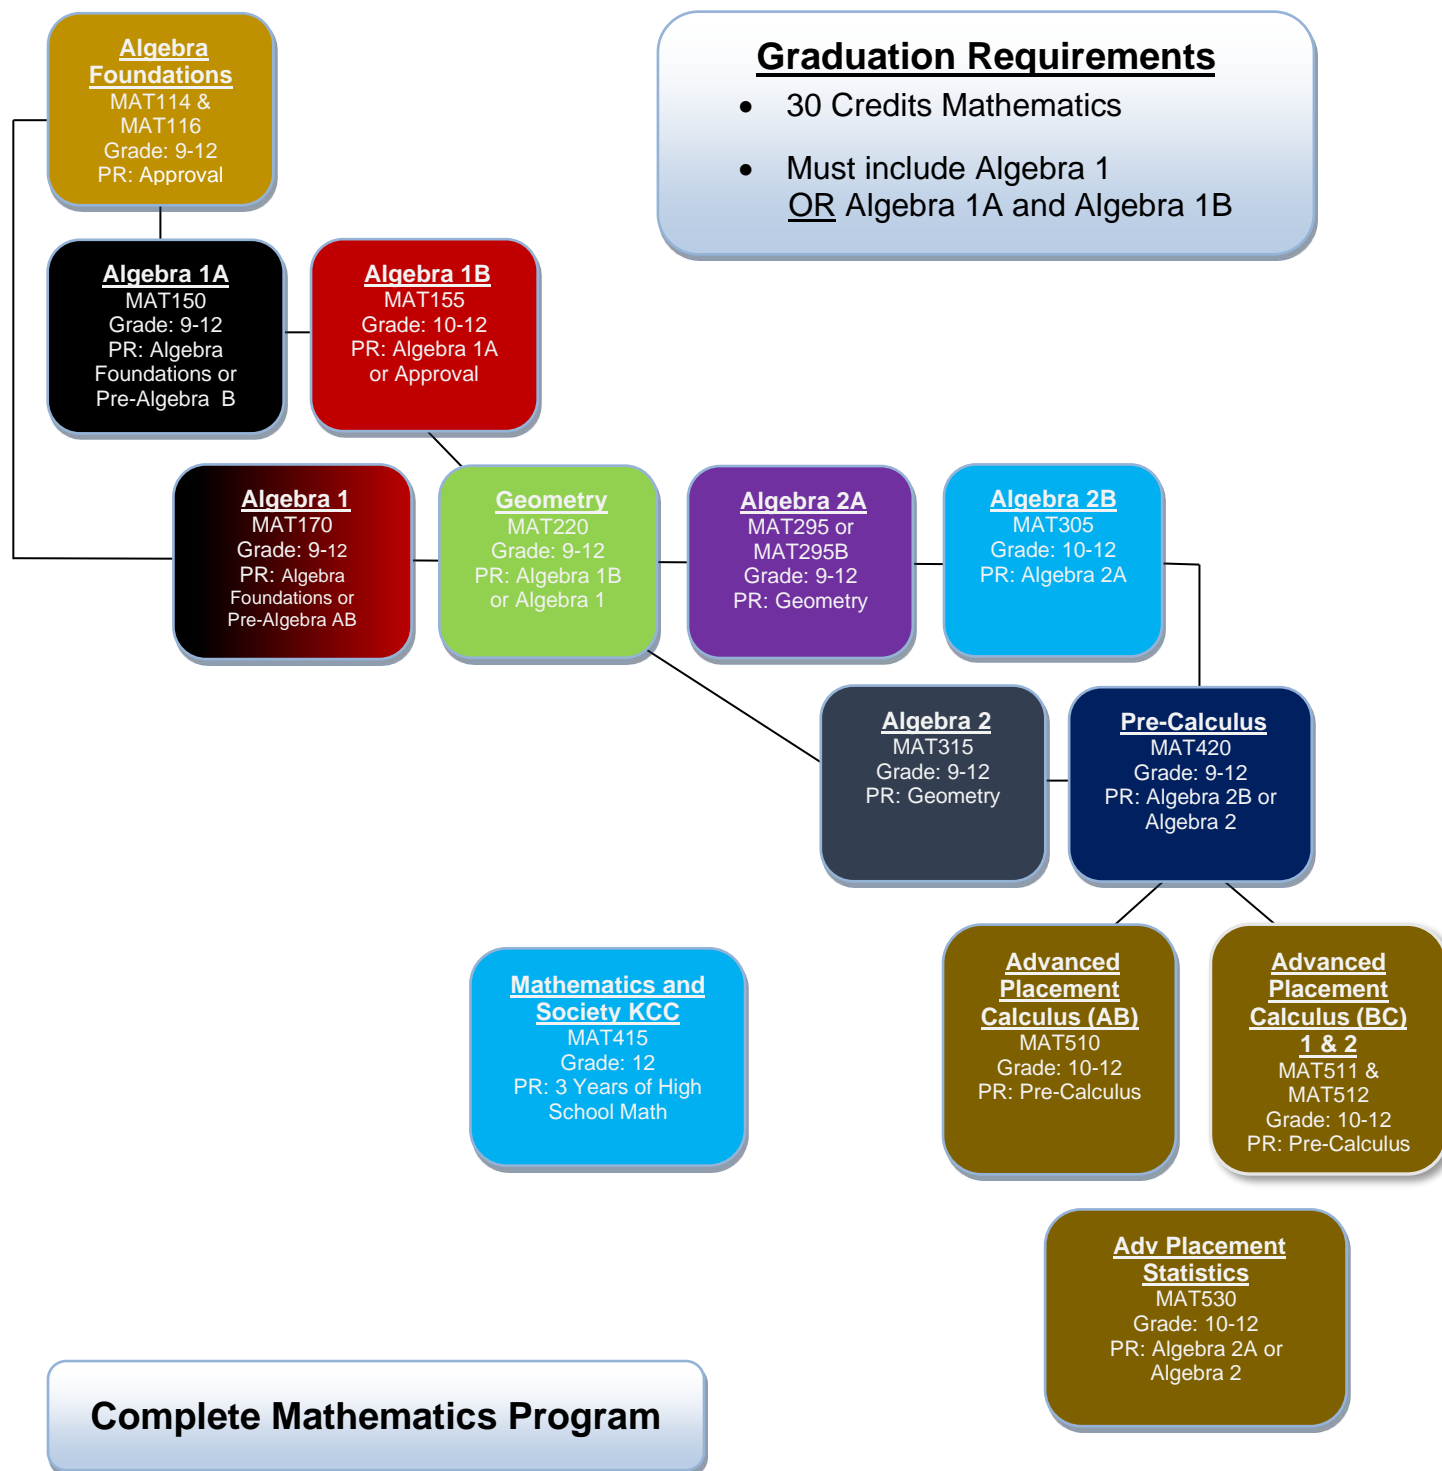 Algebra
Foundations
MAT114 &
MAT116
Grade: 9-12
PR: Approval
Graduation Requirements
• 30 Credits Mathematics
• Must include Algebra 1
OR Algebra 1A and Algebra 1B
Algebra 1A
MAT150
Grade: 9-12
PR: Algebra
Foundations or
Pre-Algebra B
Algebra 1B
MAT155
Grade: 10-12
PR: Algebra 1A
or Approval
Algebra 1
MAT170
Grade: 9-12
PR: Algebra
Foundations or
Pre-Algebra AB
Geometry
MAT220
Grade: 9-12
PR: Algebra 1B
or Algebra 1
Algebra 2A
MAT295 or
MAT295B
Grade: 9-12
PR: Geometry
Algebra 2B
MAT305
Grade: 10-12
PR: Algebra 2A
Algebra 2
MAT315
Grade: 9-12
PR: Geometry
Pre-Calculus
MAT420
Grade: 9-12
PR: Algebra 2B or
Algebra 2
Mathematics and
Society KCC
MAT415
Grade: 12
PR: 3 Years of High
School Math
Advanced
Placement
Calculus (AB)
MAT510
Grade: 10-12
PR: Pre-Calculus
Advanced
Placement
Calculus (BC)
1 & 2
MAT511 &
MAT512
Grade: 10-12
PR: Pre-Calculus
Adv Placement
Statistics
MAT530
Grade: 10-12
PR: Algebra 2A or
Algebra 2
Complete Mathematics Program